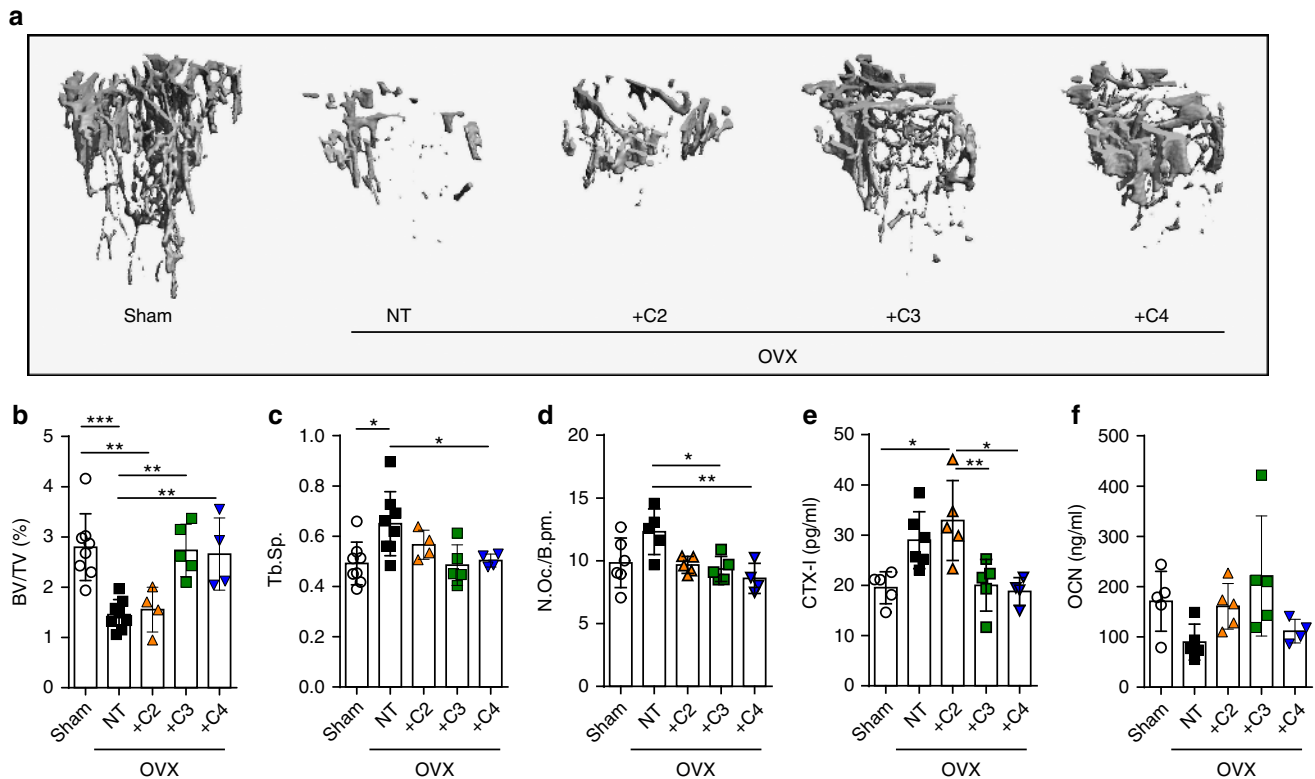 a
Sham
NT
+C2
+C3
+C4
OVX
b
BV/TV (%)
5
4
3
2
1
0
***
**
**
**
Sham
NT
+C2
+C3
+C4
OVX
c
Tb.Sp.
1.0
0.8
0.6
0.4
0.2
0.0
*
*
Sham
NT
+C2
+C3
+C4
OVX
d
N.Oc./B.pm.
20
15
10
5
0
*
**
Sham
NT
+C2
+C3
+C4
OVX
e
CTX-I (pg/ml)
50
40
30
20
10
0
*
*
**
Sham
NT
+C2
+C3
+C4
OVX
f
OCN (ng/ml)
500
400
300
200
100
0
Sham
NT
+C2
+C3
+C4
OVX